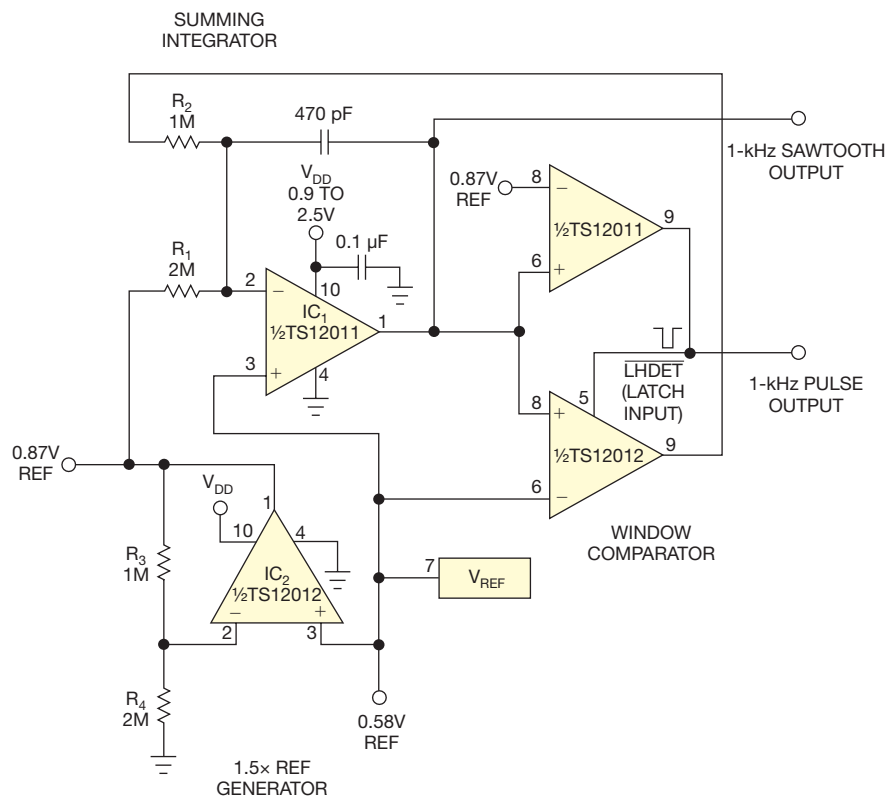 SUMMING
INTEGRATOR
R2
1M
470 pF
VDD
0.9 TO
2.5V
0.1 µF
R1
2M
2
−
10
IC1
½TS12011
1
3
+
4
0.87V
REF
8
−
½TS12011
9
6
+
1-kHz SAWTOOTH
OUTPUT
LHDET
(LATCH
INPUT)
1-kHz PULSE
OUTPUT
8
+
5
½TS12012
9
6
−
WINDOW
COMPARATOR
0.87V
REF
VDD
1
10
4
IC2
½TS12012
−
+
2
3
R3
1M
R4
2M
7
VREF
0.58V
REF
1.5× REF
GENERATOR